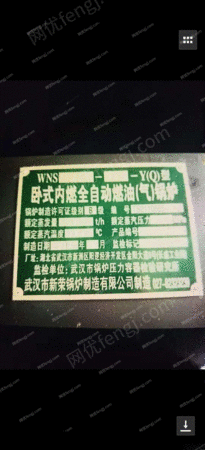 WNS - -Y(Q)型
卧式内燃全自动燃油(气)锅炉
锅炉制造许可证级别 级 编号
额定蒸发量 t/h 额定蒸汽压力
额定蒸汽温度 ℃ 产品编号
制造日期 年 月 监检标记
厂址:湖北省武汉市新洲区阳逻经济开发区
监检单位:武汉市锅炉压力容器检验研究所
武汉市新荣锅炉制造有限公司制造